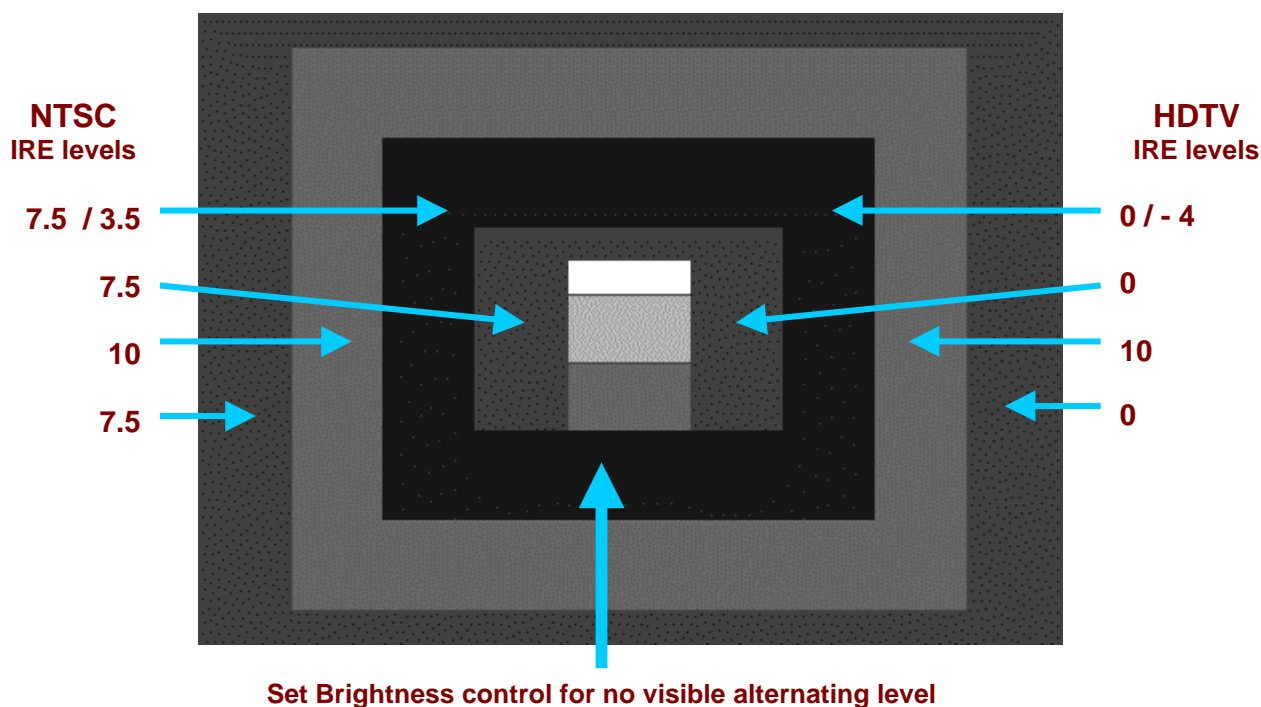 NTSC
IRE levels
7.5 / 3.5
7.5
10
7.5
HDTV
IRE levels
0 / - 4
0
10
0
Set Brightness control for no visible alternating level